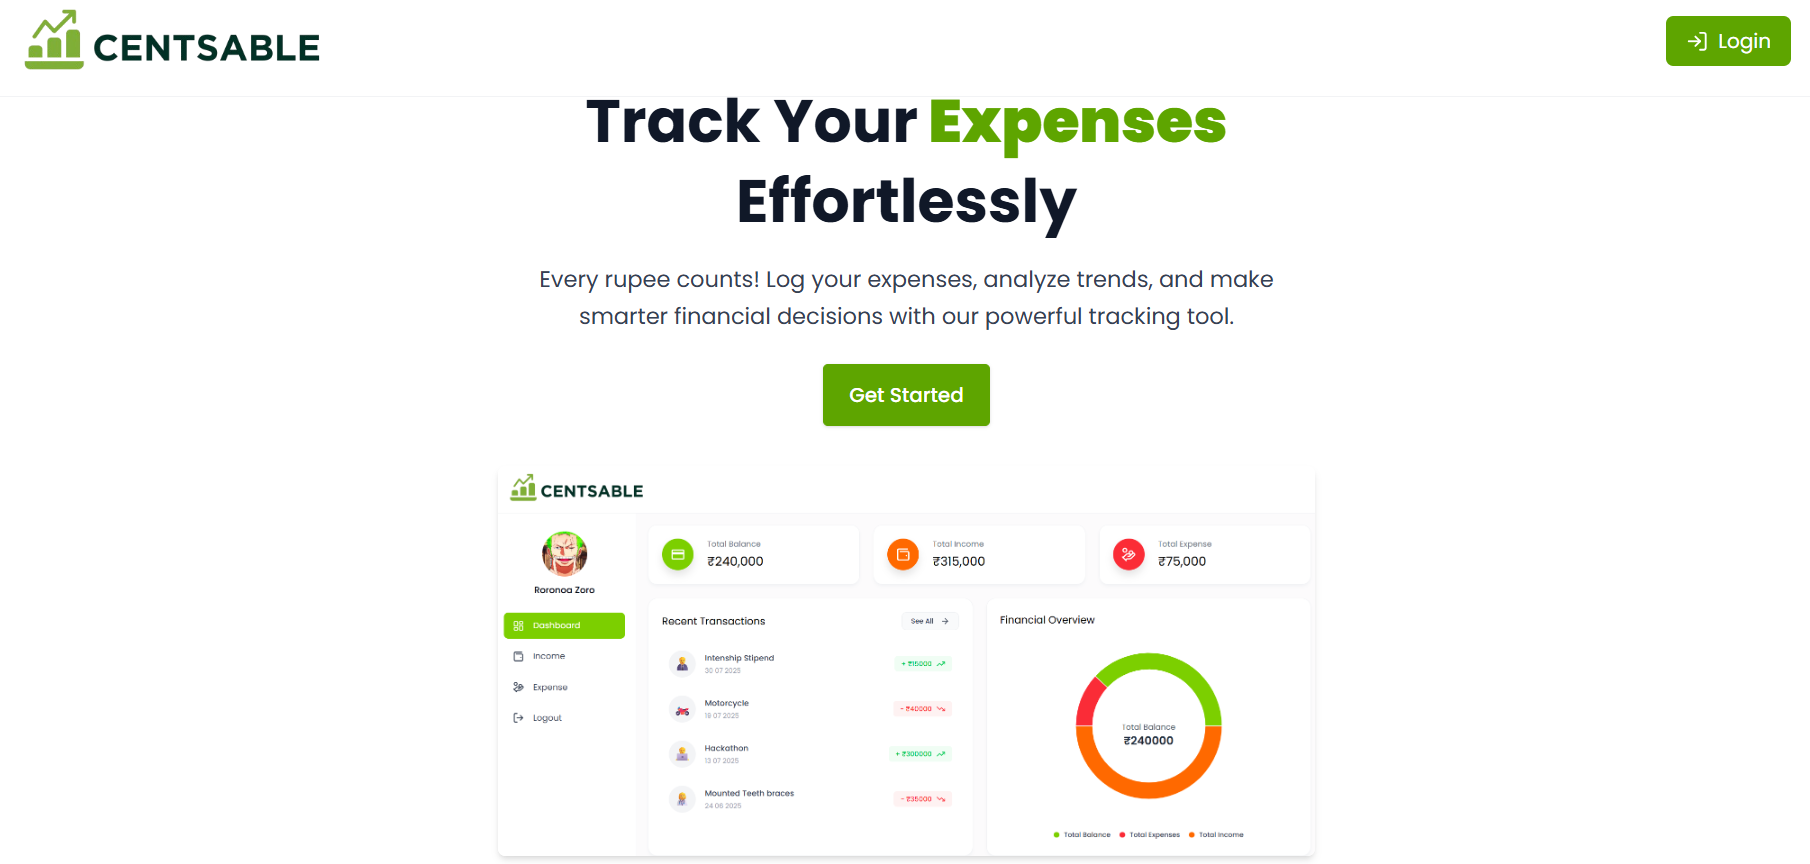 CENTSABLE
Login
Track Your Expenses
Effortlessly
Every rupee counts! Log your expenses, analyze trends, and make
smarter financial decisions with our powerful tracking tool.
Get Started
CENTSABLE
Roronoa Zoro
Dashboard
Income
Expense
Logout
Total Balance
₹240,000
Total Income
₹315,000
Total Expense
₹75,000
Recent Transactions
See All
Intenship Stipend
30 07 2025
+ ₹15000
Motorcycle
19 07 2025
- ₹40000
Hackathon
13 07 2025
+ ₹300000
Mounted Teeth braces
24 06 2025
- ₹35000
Financial Overview
Total Balance
₹240000
Total Balance Total Expenses Total Income